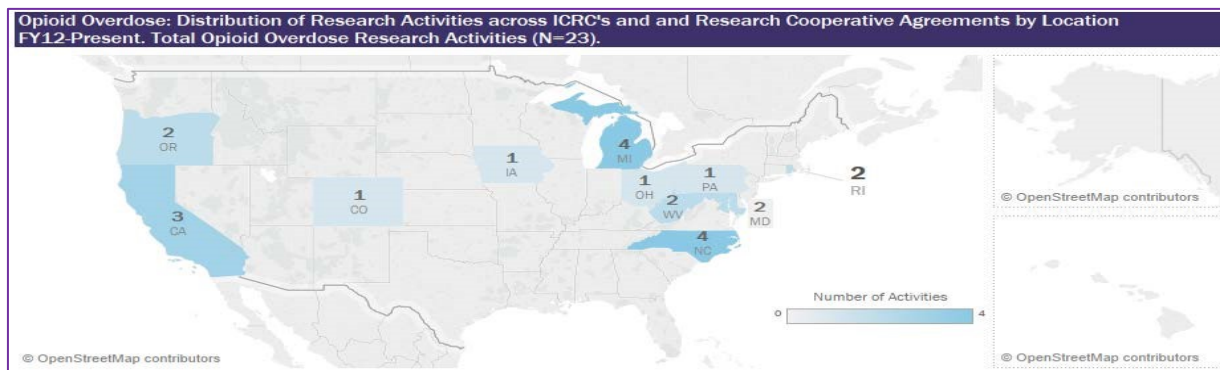 Opioid Overdose: Distribution of Research Activities across ICRC's and and Research Cooperative Agreements by Location
FY12-Present. Total Opioid Overdose Research Activities (N=23).
2
OR
3
CA
1
CO
1
IA
4
MI
1
OH
1
PA
2
WV
2
MD
4
NC
2
RI
Number of Activities
0
4
© OpenStreetMap contributors
© OpenStreetMap contributors
© OpenStreetMap contributors